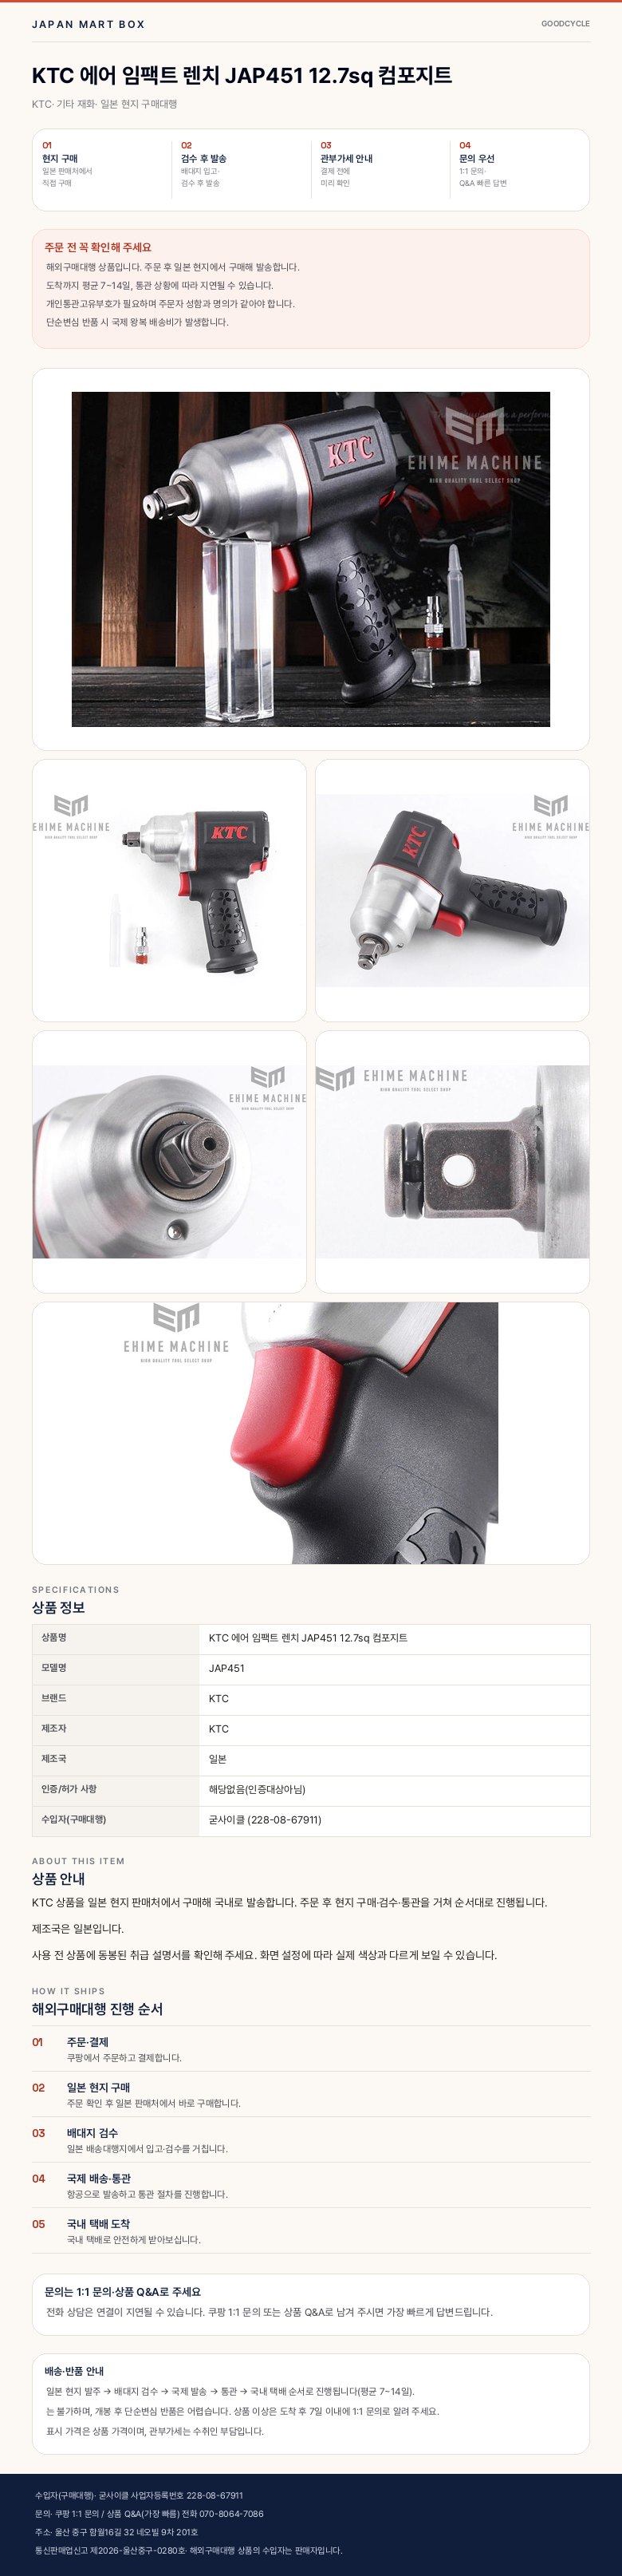 JAPAN MART BOX
GOODCYCLE
KTC 에어 임팩트 렌치 JAP451 12.7sq 컴포지트
KTC· 기타 재화· 일본 현지 구매대행
01
현지 구매
일본 판매처에서
직접 구매
02
검수 후 발송
배대지 입고·
검수 후 발송
03
관부가세 안내
결제 전에
미리 확인
04
문의 우선
1:1 문의·
Q&A 빠른 답변
주문 전 꼭 확인해 주세요
해외구매대행 상품입니다. 주문 후 일본 현지에서 구매해 발송합니다.
도착까지 평균 7~14일, 통관 상황에 따라 지연될 수 있습니다.
개인통관고유부호가 필요하며 주문자 성함과 명의가 같아야 합니다.
단순변심 반품 시 국제 왕복 배송비가 발생합니다.
KTC
EHIME MACHINE
HIGH QUALITY TOOL SELECT SHOP
EHIME MACHINE
HIGH QUALITY TOOL SELECT SHOP
KTC
KTC
EHIME MACHINE
HIGH QUALITY TOOL SELECT SHOP
EHIME MACHINE
HIGH QUALITY TOOL SELECT SHOP
EHIME MACHINE
HIGH QUALITY TOOL SELECT SHOP
EHIME MACHINE
HIGH QUALITY TOOL SELECT SHOP
SPECIFICATIONS
상품 정보
상품명 KTC 에어 임팩트 렌치 JAP451 12.7sq 컴포지트
모델명 JAP451
브랜드 KTC
제조자 KTC
제조국 일본
인증/허가 사항 해당없음(인증대상아님)
수입자(구매대행) 굳사이클 (228-08-67911)
ABOUT THIS ITEM
상품 안내
KTC 상품을 일본 현지 판매처에서 구매해 국내로 발송합니다. 주문 후 현지 구매·검수·통관을 거쳐 순서대로 진행됩니다.
제조국은 일본입니다.
사용 전 상품에 동봉된 취급 설명서를 확인해 주세요. 화면 설정에 따라 실제 색상과 다르게 보일 수 있습니다.
HOW IT SHIPS
해외구매대행 진행 순서
01 주문·결제
쿠팡에서 주문하고 결제합니다.
02 일본 현지 구매
주문 확인 후 일본 판매처에서 바로 구매합니다.
03 배대지 검수
일본 배송대행지에서 입고·검수를 거칩니다.
04 국제 배송·통관
항공으로 발송하고 통관 절차를 진행합니다.
05 국내 택배 도착
국내 택배로 안전하게 받아보십니다.
문의는 1:1 문의·상품 Q&A로 주세요
전화 상담은 연결이 지연될 수 있습니다. 쿠팡 1:1 문의 또는 상품 Q&A로 남겨 주시면 가장 빠르게 답변드립니다.
배송·반품 안내
일본 현지 발주 → 배대지 검수 → 국제 발송 → 통관 → 국내 택배 순서로 진행됩니다(평균 7~14일).
는 불가하며, 개봉 후 단순변심 반품은 어렵습니다. 상품 이상은 도착 후 7일 이내에 1:1 문의로 알려 주세요.
표시 가격은 상품 가격이며, 관부가세는 수취인 부담입니다.
수입자(구매대행)· 굳사이클 사업자등록번호 228-08-67911
문의· 쿠팡 1:1 문의 / 상품 Q&A(가장 빠름) 전화 070-8064-7086
주소· 울산 중구 함월16길 32 네오빌 9차 201호
통신판매업신고 제2026-울산중구-0280호· 해외구매대행 상품의 수입자는 판매자입니다.